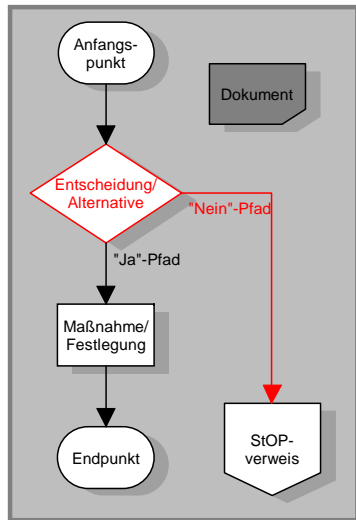 Anfangs-
punkt
Dokument
Entscheidung/
Alternative
"Nein"-Pfad
"Ja"-Pfad
Maßnahme/
Festlegung
StOP-
verweis
Endpunkt